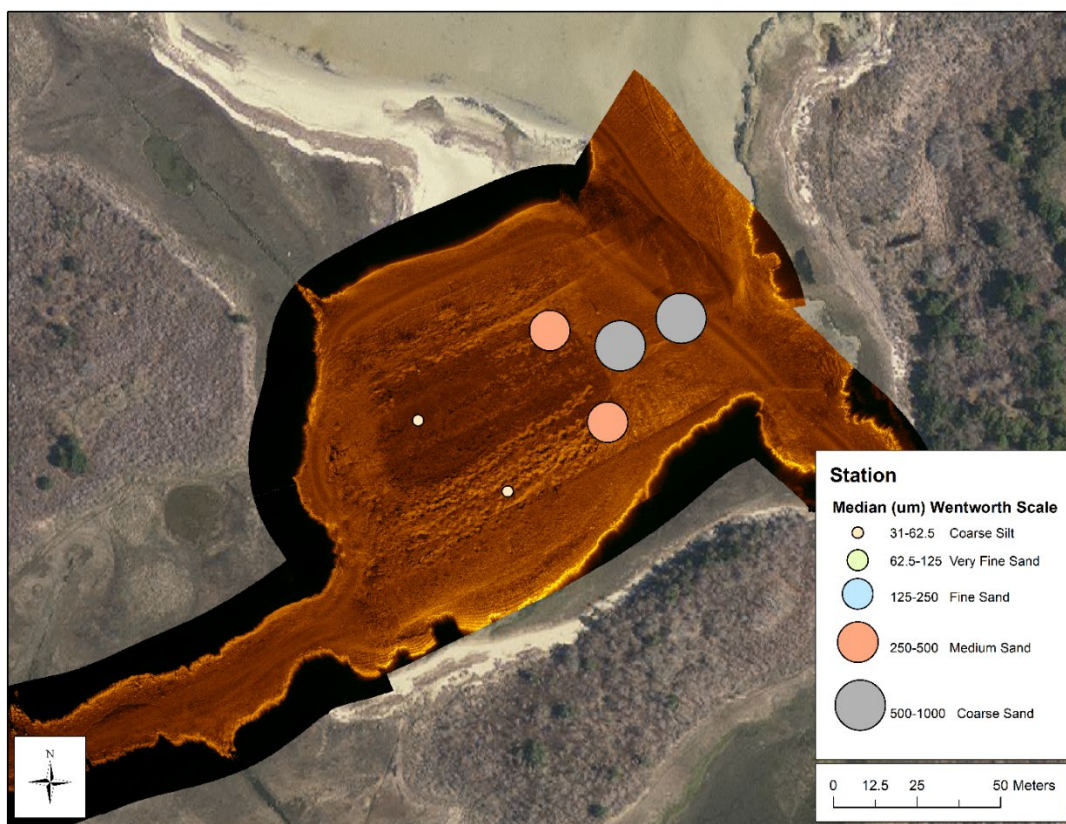 Station
Median (um) Wentworth Scale
31-62.5 Coarse Silt
62.5-125 Very Fine Sand
125-250 Fine Sand
250-500 Medium Sand
500-1000 Coarse Sand
N
0 12.5 25 50 Meters